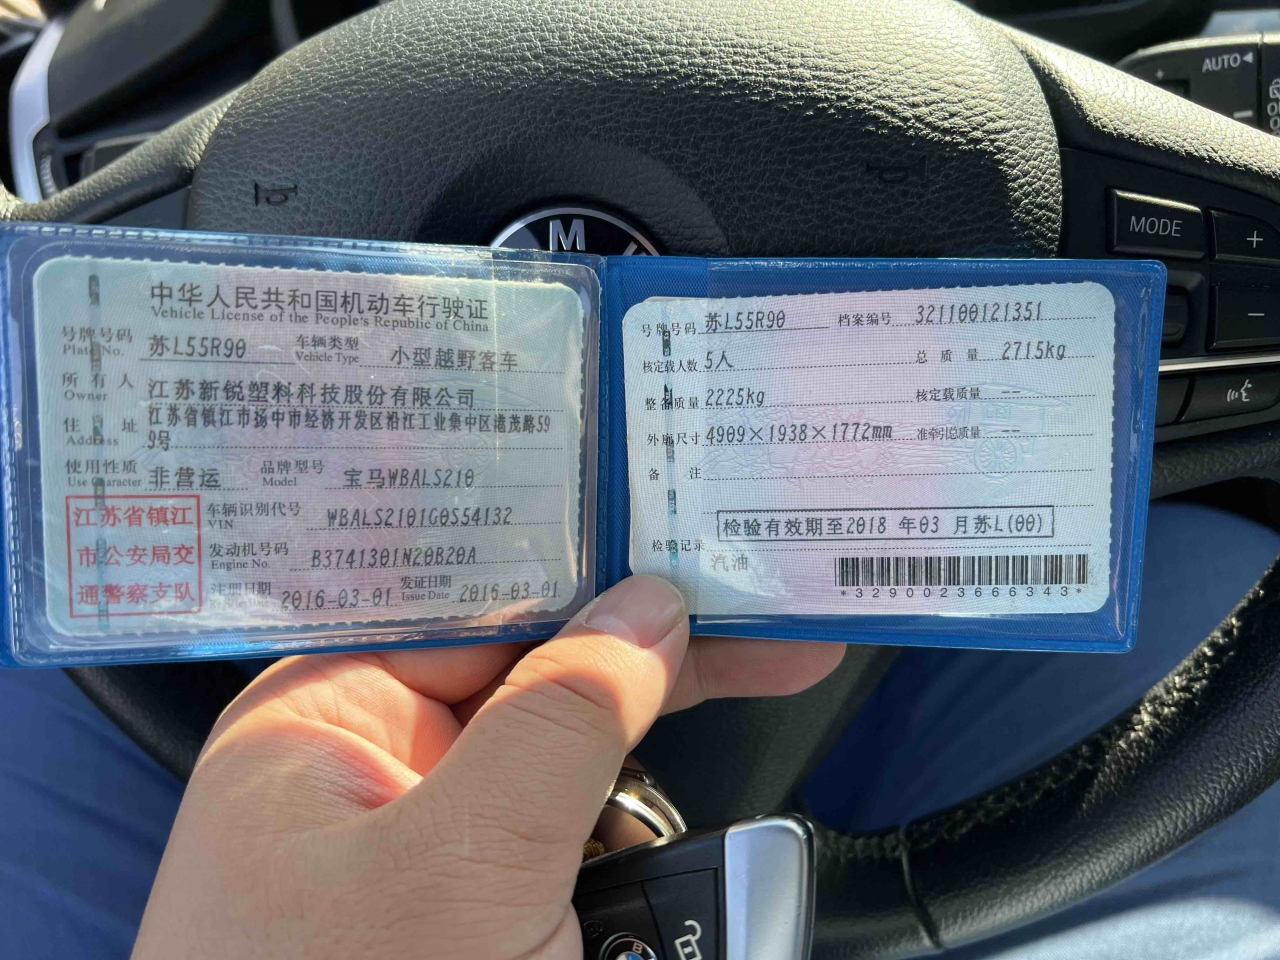 AUTO
MODE
+
−
M
中华人民共和国机动车行驶证
Vehicle License of the People's Republic of China
号牌号码 苏L55R90 车辆类型 小型越野客车
Plate No. Vehicle Type
所有人 江苏新锐塑料科技股份有限公司
Owner
住址 江苏省镇江市扬中市经济开发区沿江工业集中区港茂路59
Address 9号
使用性质 非营运 品牌型号 宝马WBALS210
Use Character Model
江苏省镇江
市公安局交
通警察支队
车辆识别代号 WBALS2101G0S54132
VIN
发动机号码 B3741301N20B20A
Engine No.
注册日期 2016-03-01 发证日期 2016-03-01
Issue Date
号牌号码 苏L55R90 档案编号 321100121351
核定载人数 5人 总质量 2715kg
整备质量 2225kg 核定载质量 --
外廓尺寸 4909×1938×1772mm 准牵引总质量 --
备注
检验有效期至2018 年03 月苏L(00)
检验记录
汽油
*3290023666343*
B